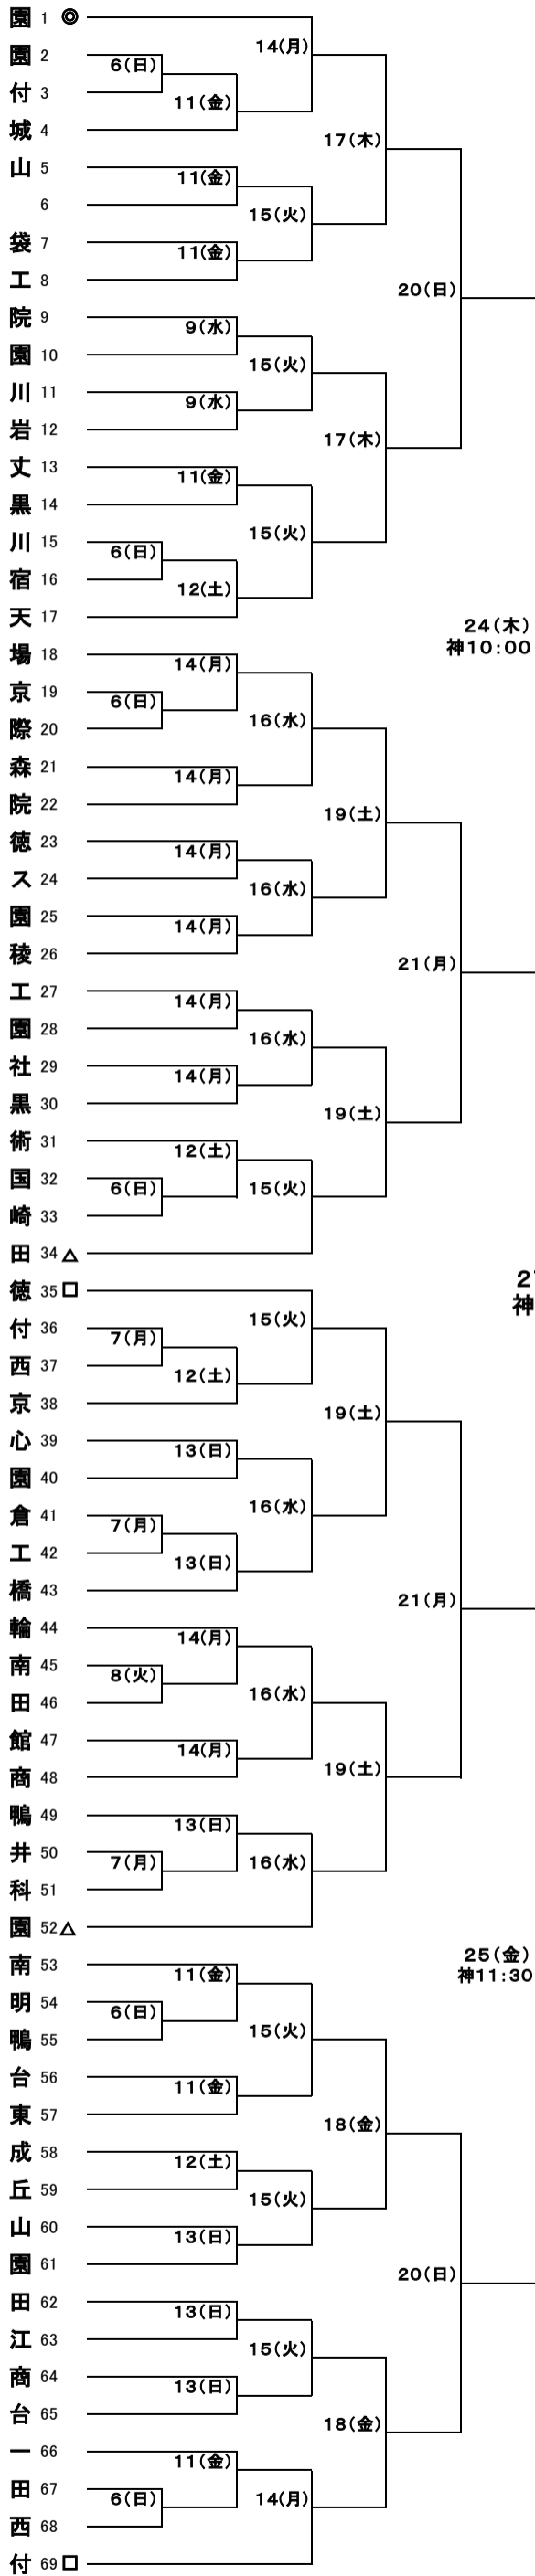 園 1 ◎
14(月)
園 2
6(日)
付 3
11(金)
城 4
17(木)
山 5
11(金)
6
15(火)
袋 7
11(金)
工 8
20(日)
院 9
9(水)
園 10
15(火)
川 11
9(水)
岩 12
17(木)
丈 13
11(金)
黒 14
15(火)
川 15
6(日)
宿 16
12(土)
天 17
24(木)
神10:00
場 18
14(月)
京 19
6(日)
際 20
16(水)
森 21
14(月)
院 22
19(土)
徳 23
14(月)
ス 24
16(水)
園 25
14(月)
稜 26
21(月)
工 27
14(月)
園 28
16(水)
社 29
14(月)
黒 30
19(土)
術 31
12(土)
国 32
6(日)
15(火)
崎 33
田 34 △
2
神
徳 35 □
15(火)
付 36
7(月)
西 37
12(土)
京 38
19(土)
心 39
13(日)
園 40
16(水)
倉 41
7(月)
工 42
13(日)
橋 43
21(月)
輪 44
14(月)
南 45
8(火)
16(水)
田 46
館 47
14(月)
商 48
19(土)
鴨 49
13(日)
井 50
7(月)
16(水)
科 51
園 52 △
25(金)
神11:30
南 53
11(金)
明 54
6(日)
15(火)
鴨 55
台 56
11(金)
東 57
18(金)
成 58
12(土)
丘 59
15(火)
山 60
13(日)
園 61
20(日)
田 62
13(日)
江 63
15(火)
商 64
13(日)
台 65
18(金)
一 66
11(金)
田 67
6(日)
14(月)
西 68
付 69 □